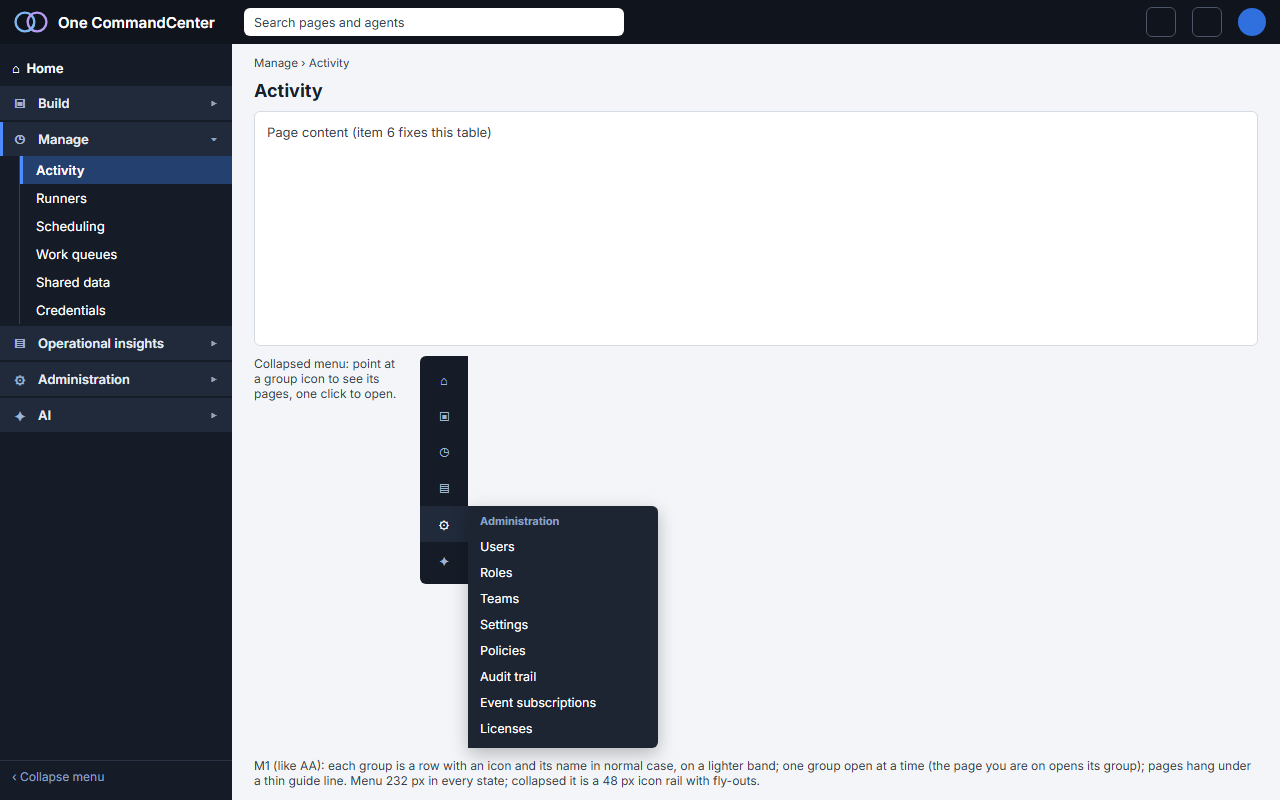 One CommandCenter
Search pages and agents
Home
Build
Manage
Activity
Runners
Scheduling
Work queues
Shared data
Credentials
Operational insights
Administration
AI
‹ Collapse menu
Manage › Activity
Activity
Page content (item 6 fixes this table)
Collapsed menu: point at
a group icon to see its
pages, one click to open.
Administration
Users
Roles
Teams
Settings
Policies
Audit trail
Event subscriptions
Licenses
M1 (like AA): each group is a row with an icon and its name in normal case, on a lighter band; one group open at a time (the page you are on opens its group); pages hang under
a thin guide line. Menu 232 px in every state; collapsed it is a 48 px icon rail with fly-outs.